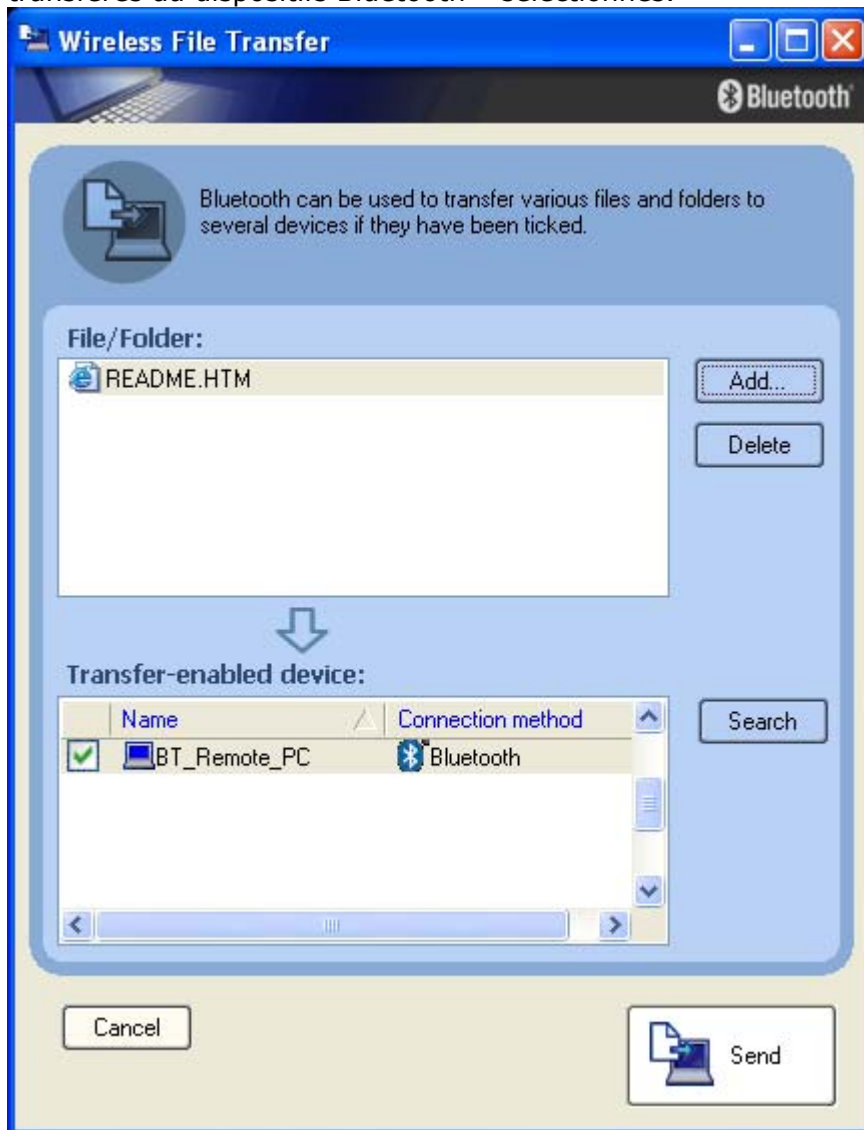 Wireless File Transfer
Bluetooth
Bluetooth can be used to transfer various files and folders to
several devices if they have been ticked.
File/Folder:
README.HTM
Add...
Delete
Transfer-enabled device:
Name Connection method
Search
BT_Remote_PC Bluetooth
Cancel
Send